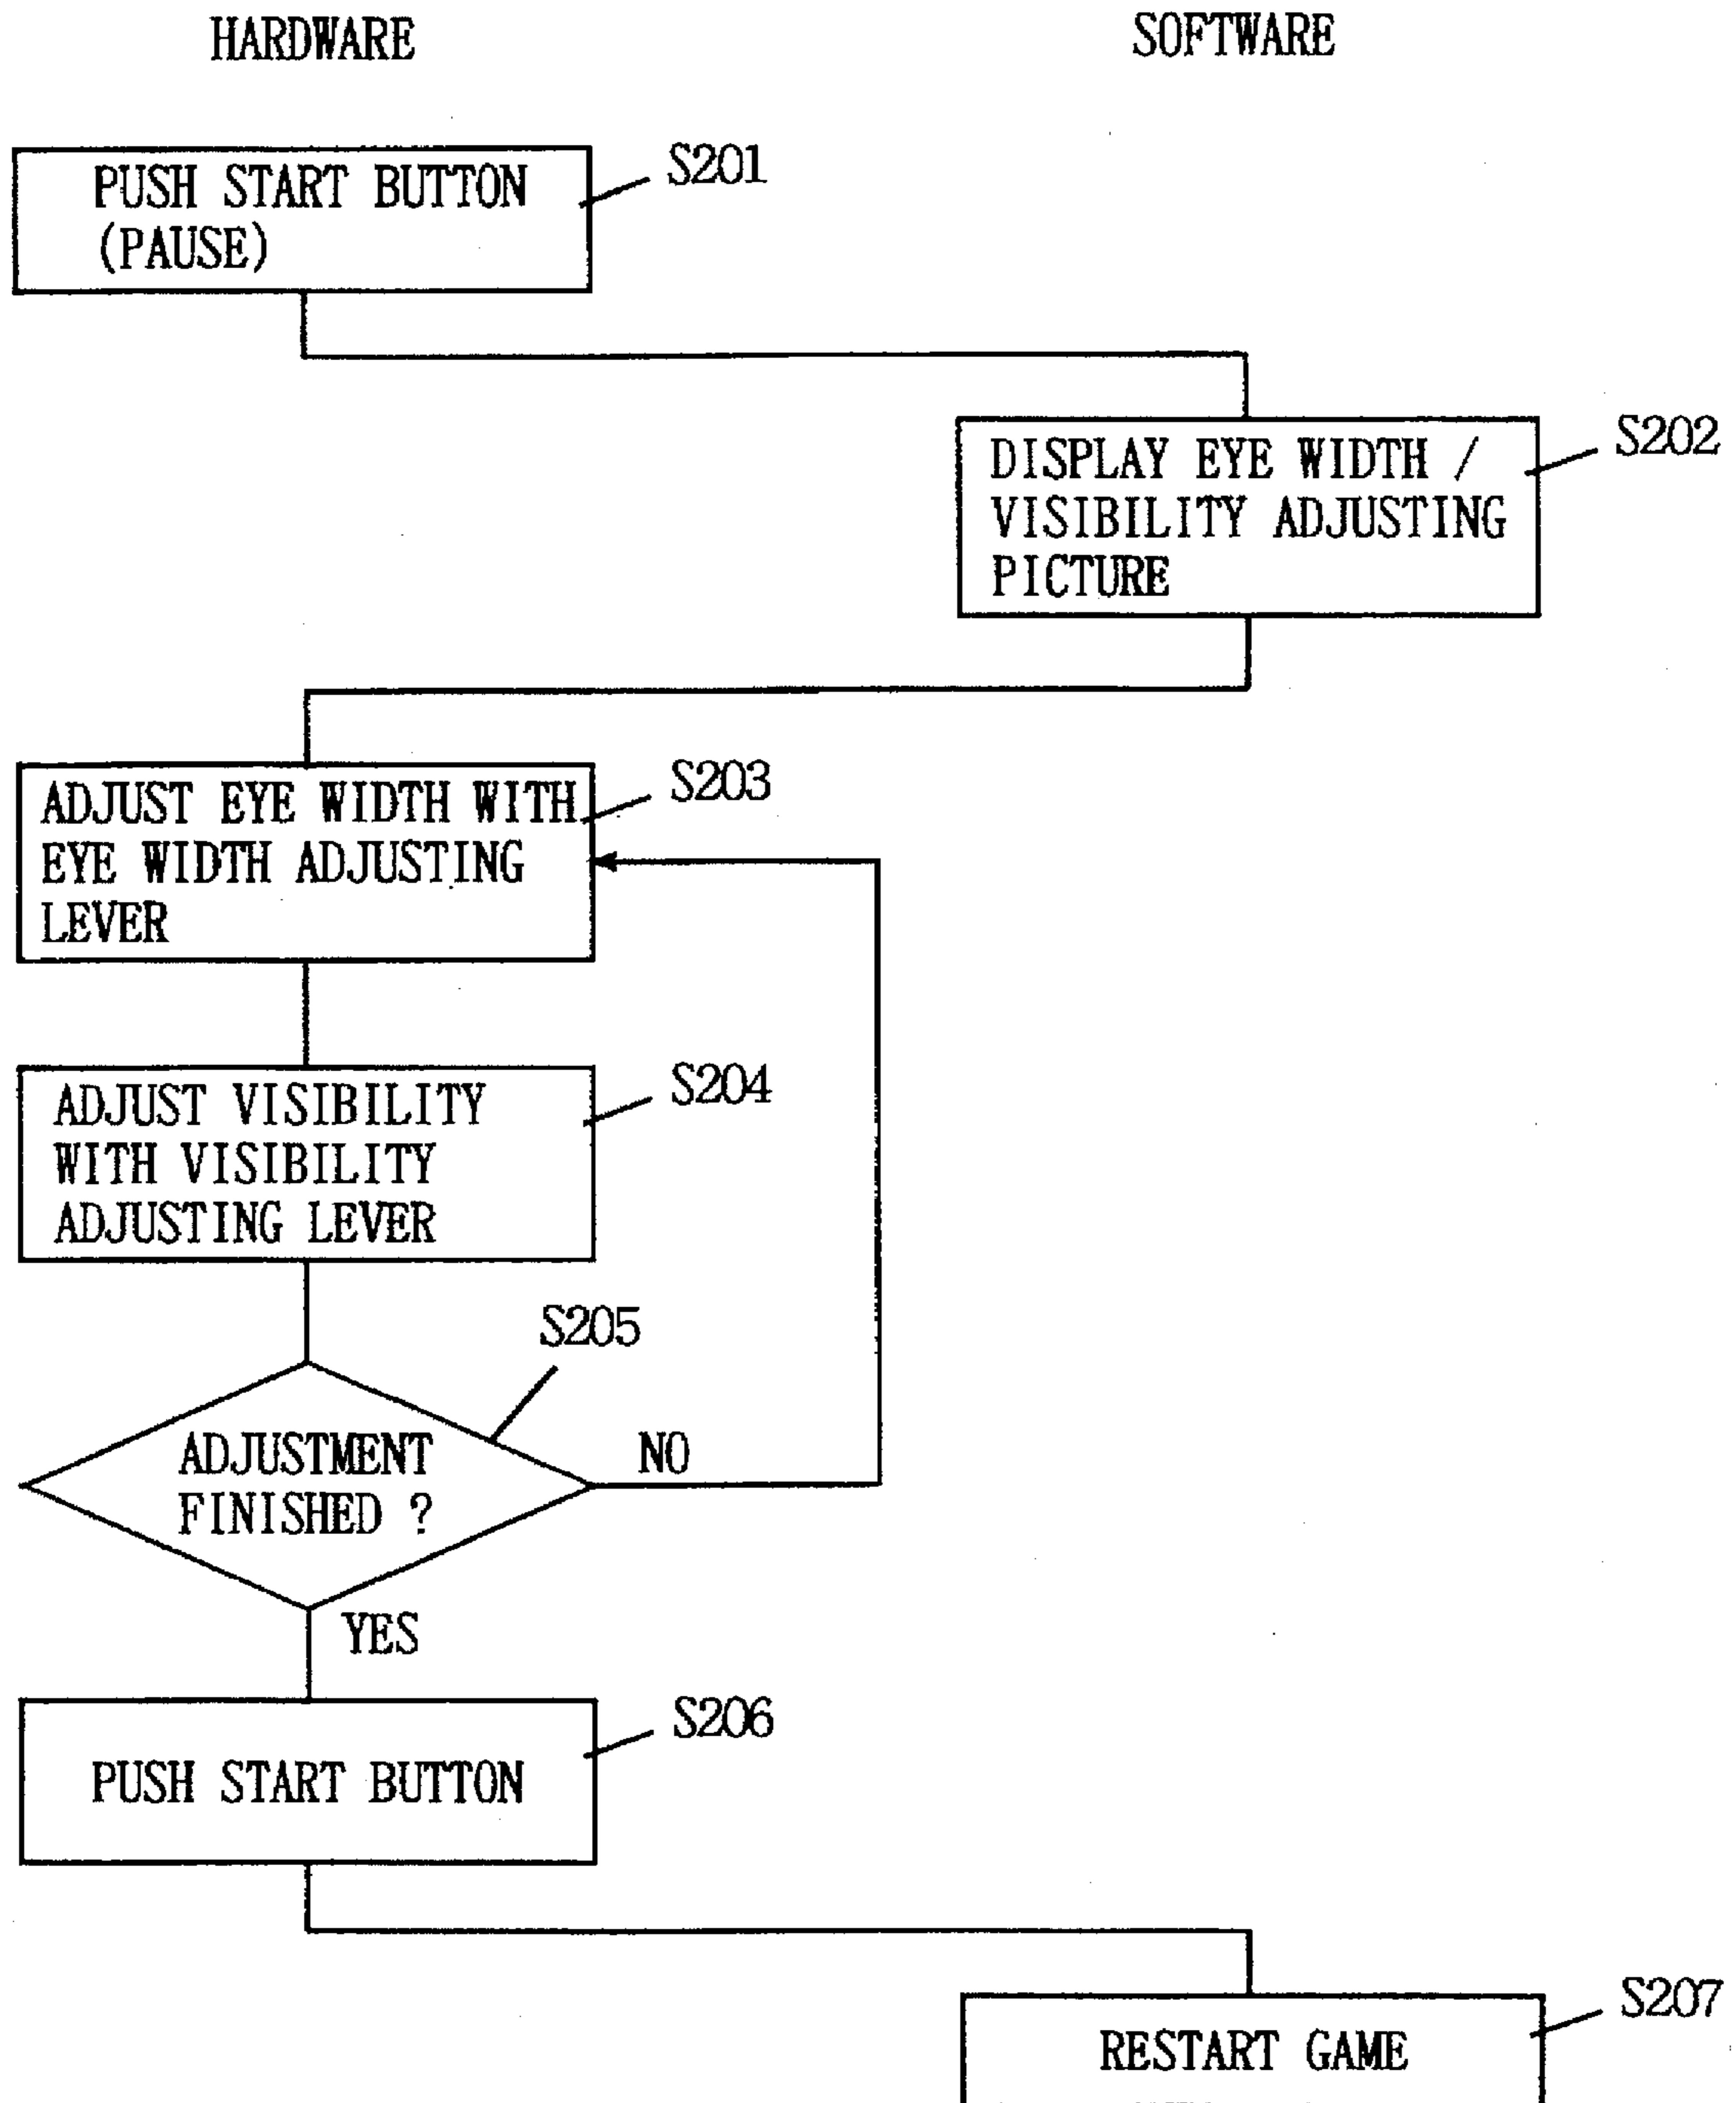 HARDWARE
SOFTWARE
PUSH START BUTTON
(PAUSE)
S201
DISPLAY EYE WIDTH /
VISIBILITY ADJUSTING
PICTURE
S202
ADJUST EYE WIDTH WITH
EYE WIDTH ADJUSTING
LEVER
S203
ADJUST VISIBILITY
WITH VISIBILITY
ADJUSTING LEVER
S204
S205
ADJUSTMENT
FINISHED ?
NO
YES
PUSH START BUTTON
S206
RESTART GAME
S207